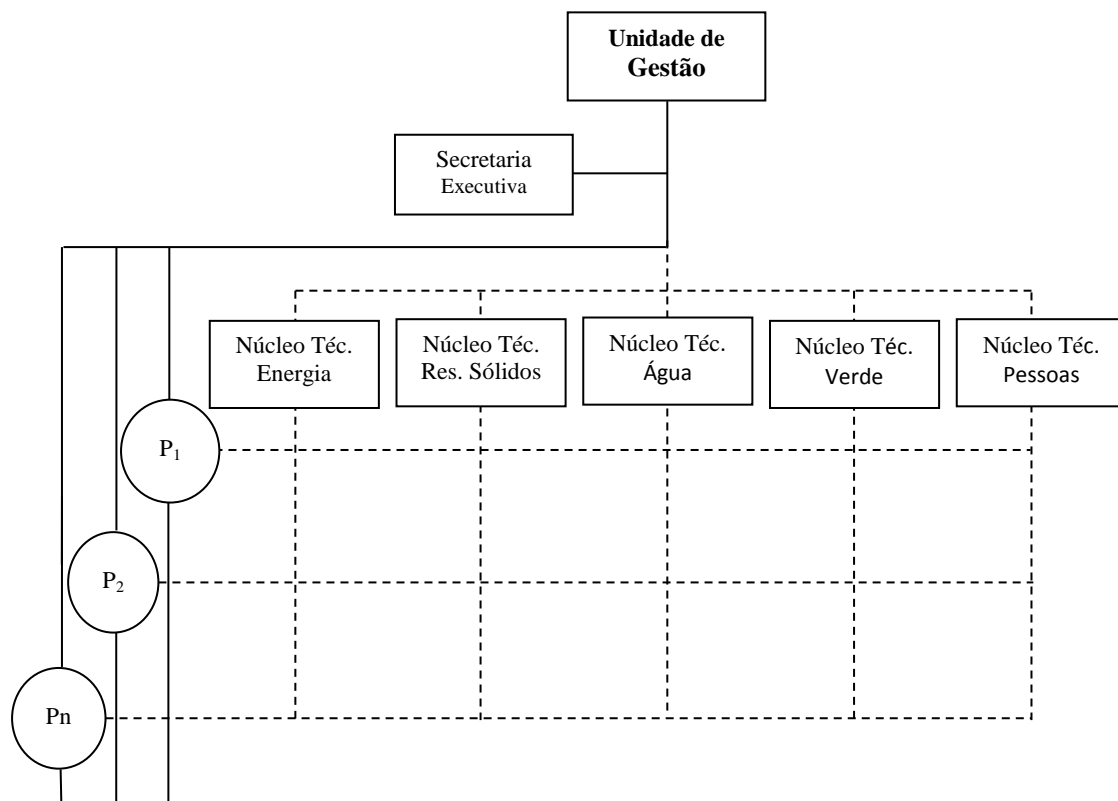 Unidade de
Gestão
Secretaria
Executiva
Núcleo Téc.
Energia
Núcleo Téc.
Res. Sólidos
Núcleo Téc.
Água
Núcleo Téc.
Verde
Núcleo Téc.
Pessoas
P₁
P₂
Pn